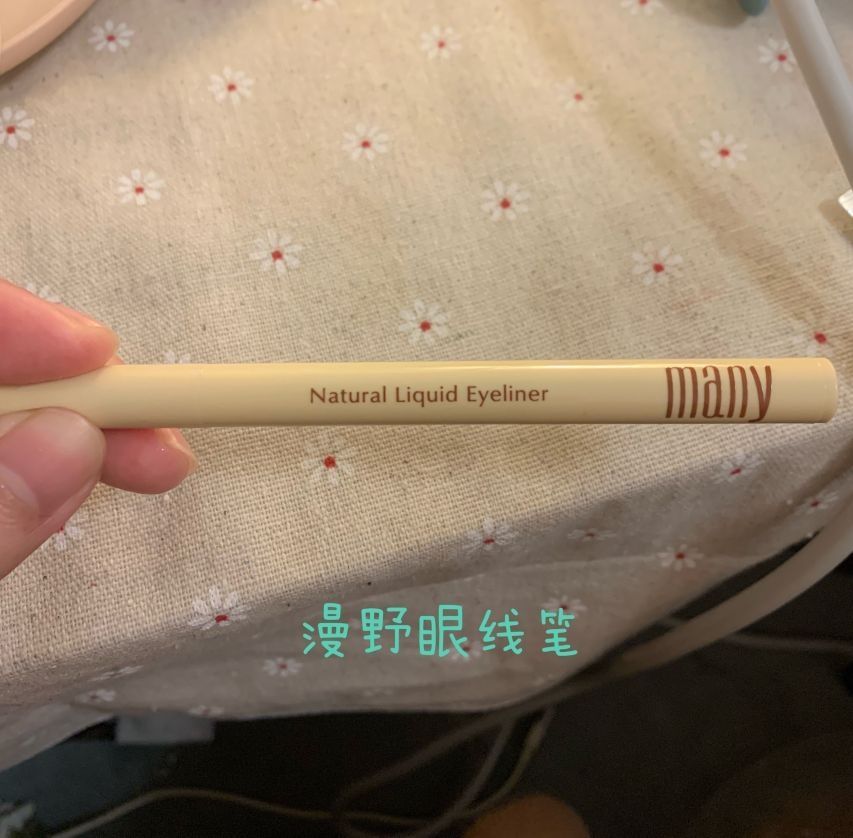 Natural Liquid Eyeliner
many
漫野眼线笔